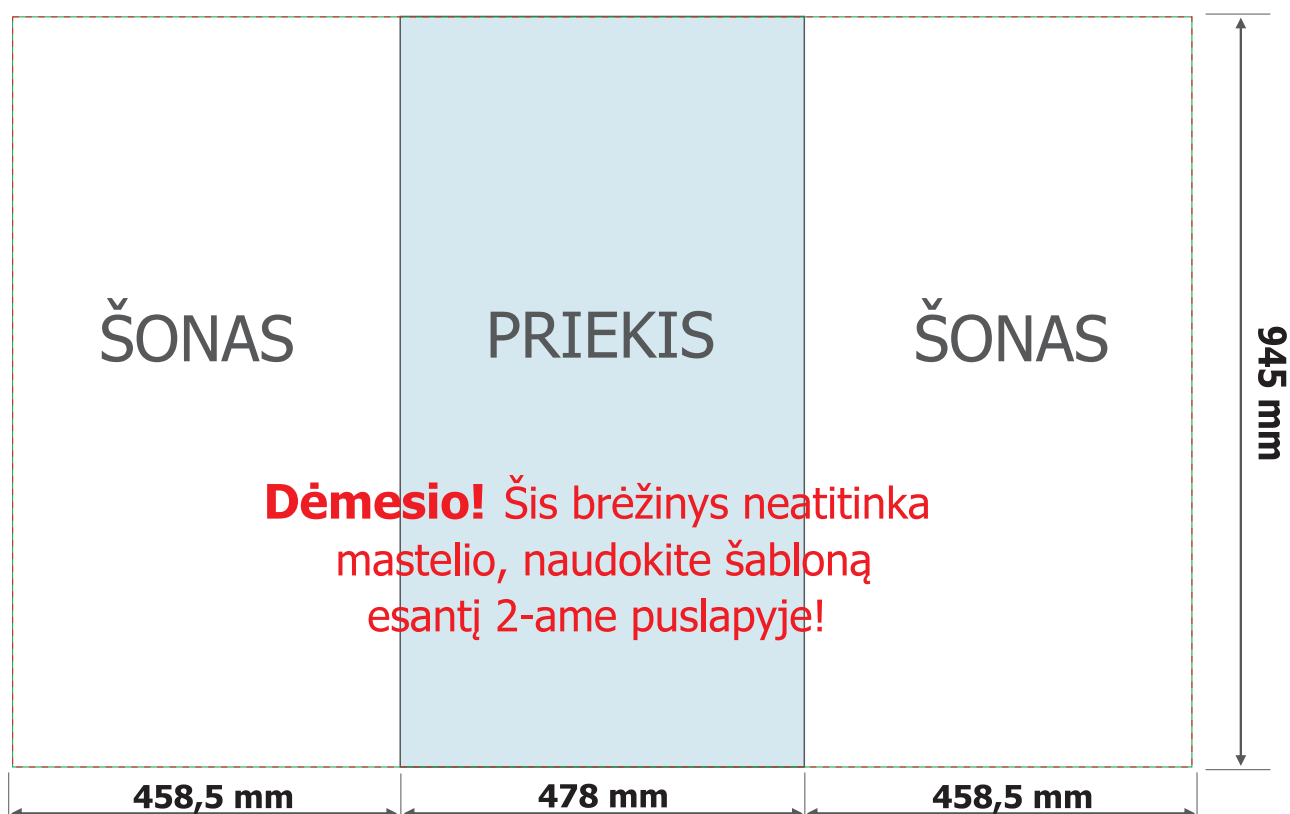 ŠONAS
PRIEKIS
ŠONAS
945 mm
Dėmesio! Šis brėžinys neatitinka
mastelio, naudokite šabloną
esantį 2-ame puslapyje!
458,5 mm
478 mm
458,5 mm